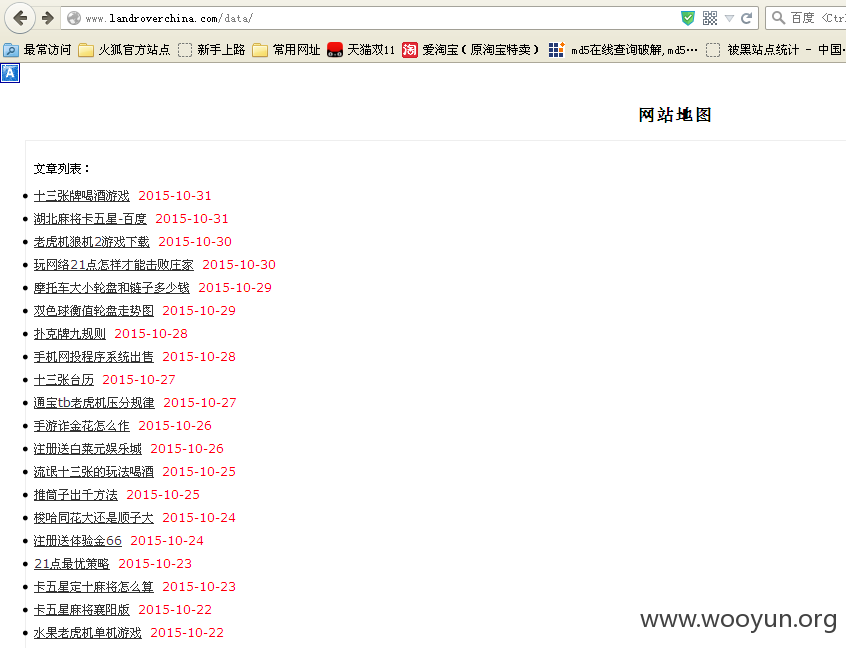 www.landroverchina.com/data/
百度 <Ctrl
最常访问 火狐官方站点 新手上路 常用网址 天猫双11 爱淘宝（原淘宝特卖） md5在线查询破解,md5… 被黑站点统计 - 中国·
A
网站地图
文章列表：
十三张牌喝酒游戏 2015-10-31
湖北麻将卡五星-百度 2015-10-31
老虎机狼机2游戏下载 2015-10-30
玩网络21点怎样才能击败庄家 2015-10-30
摩托车大小轮盘和链子多少钱 2015-10-29
双色球衡值轮盘走势图 2015-10-29
扑克牌九规则 2015-10-28
手机网投程序系统出售 2015-10-28
十三张台历 2015-10-27
通宝tb老虎机压分规律 2015-10-27
手游诈金花怎么作 2015-10-26
注册送白菜元娱乐城 2015-10-26
流氓十三张的玩法喝酒 2015-10-25
推筒子出千方法 2015-10-25
梭哈同花大还是顺子大 2015-10-24
注册送体验金66 2015-10-24
21点最优策略 2015-10-23
卡五星定十麻将怎么算 2015-10-23
卡五星麻将襄阳版 2015-10-22
水果老虎机单机游戏 2015-10-22
www.wooyun.org